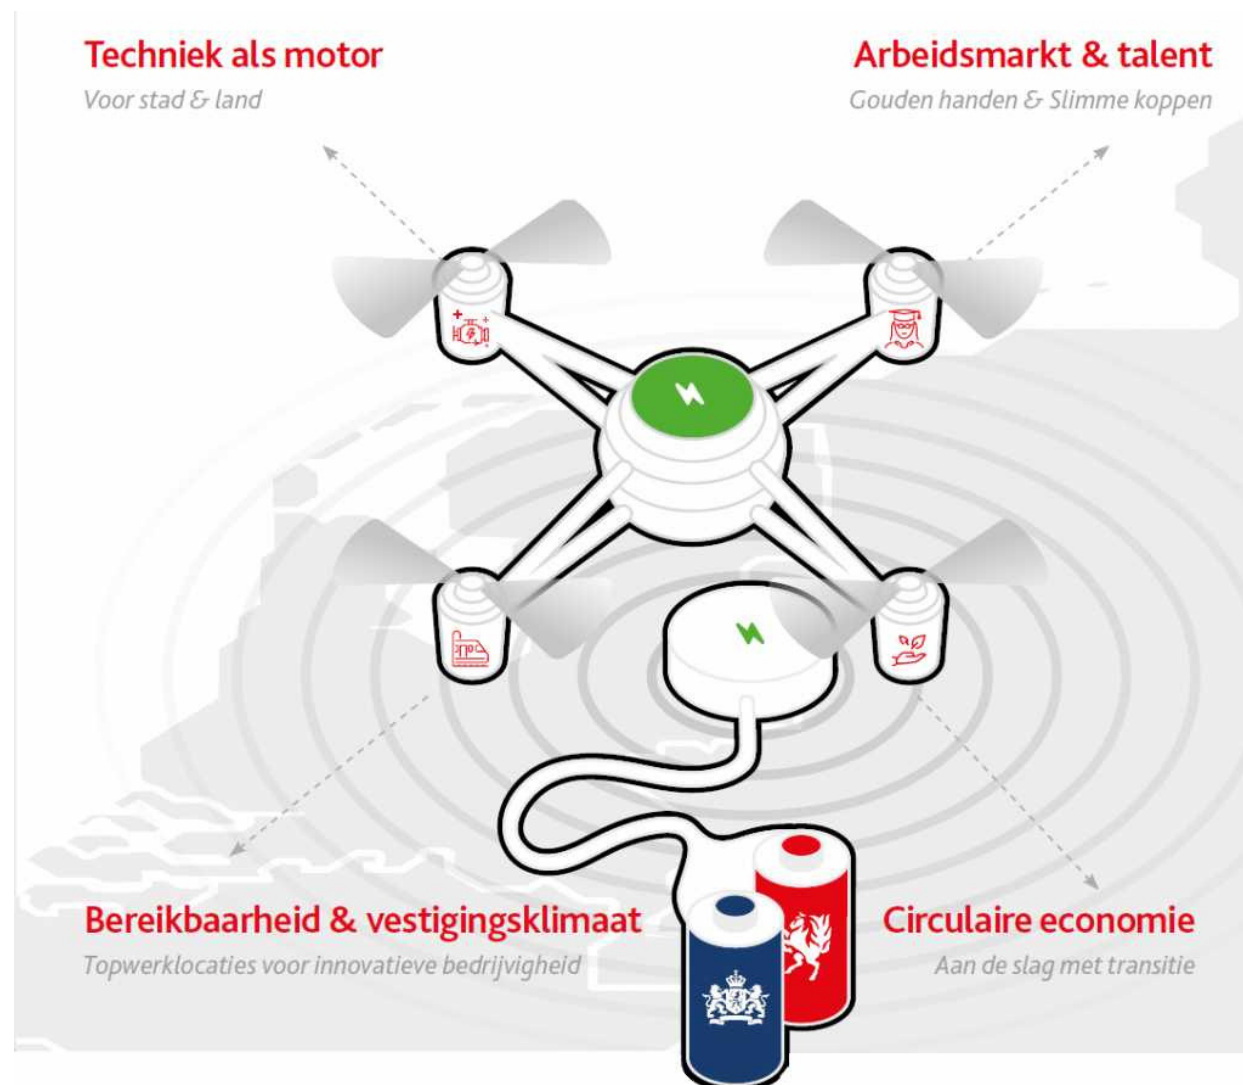 Techniek als motor
Voor stad & land
Arbeidsmarkt & talent
Gouden handen & Slimme koppen
Bereikbaarheid & vestigingsklimaat
Topwerklocaties voor innovatieve bedrijvigheid
Circulaire economie
Aan de slag met transitie